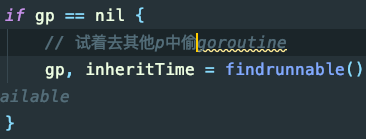 if gp == nil {
// 试着去其他p中偷goroutine
gp, inheritTime = findrunnable()
ailable
}